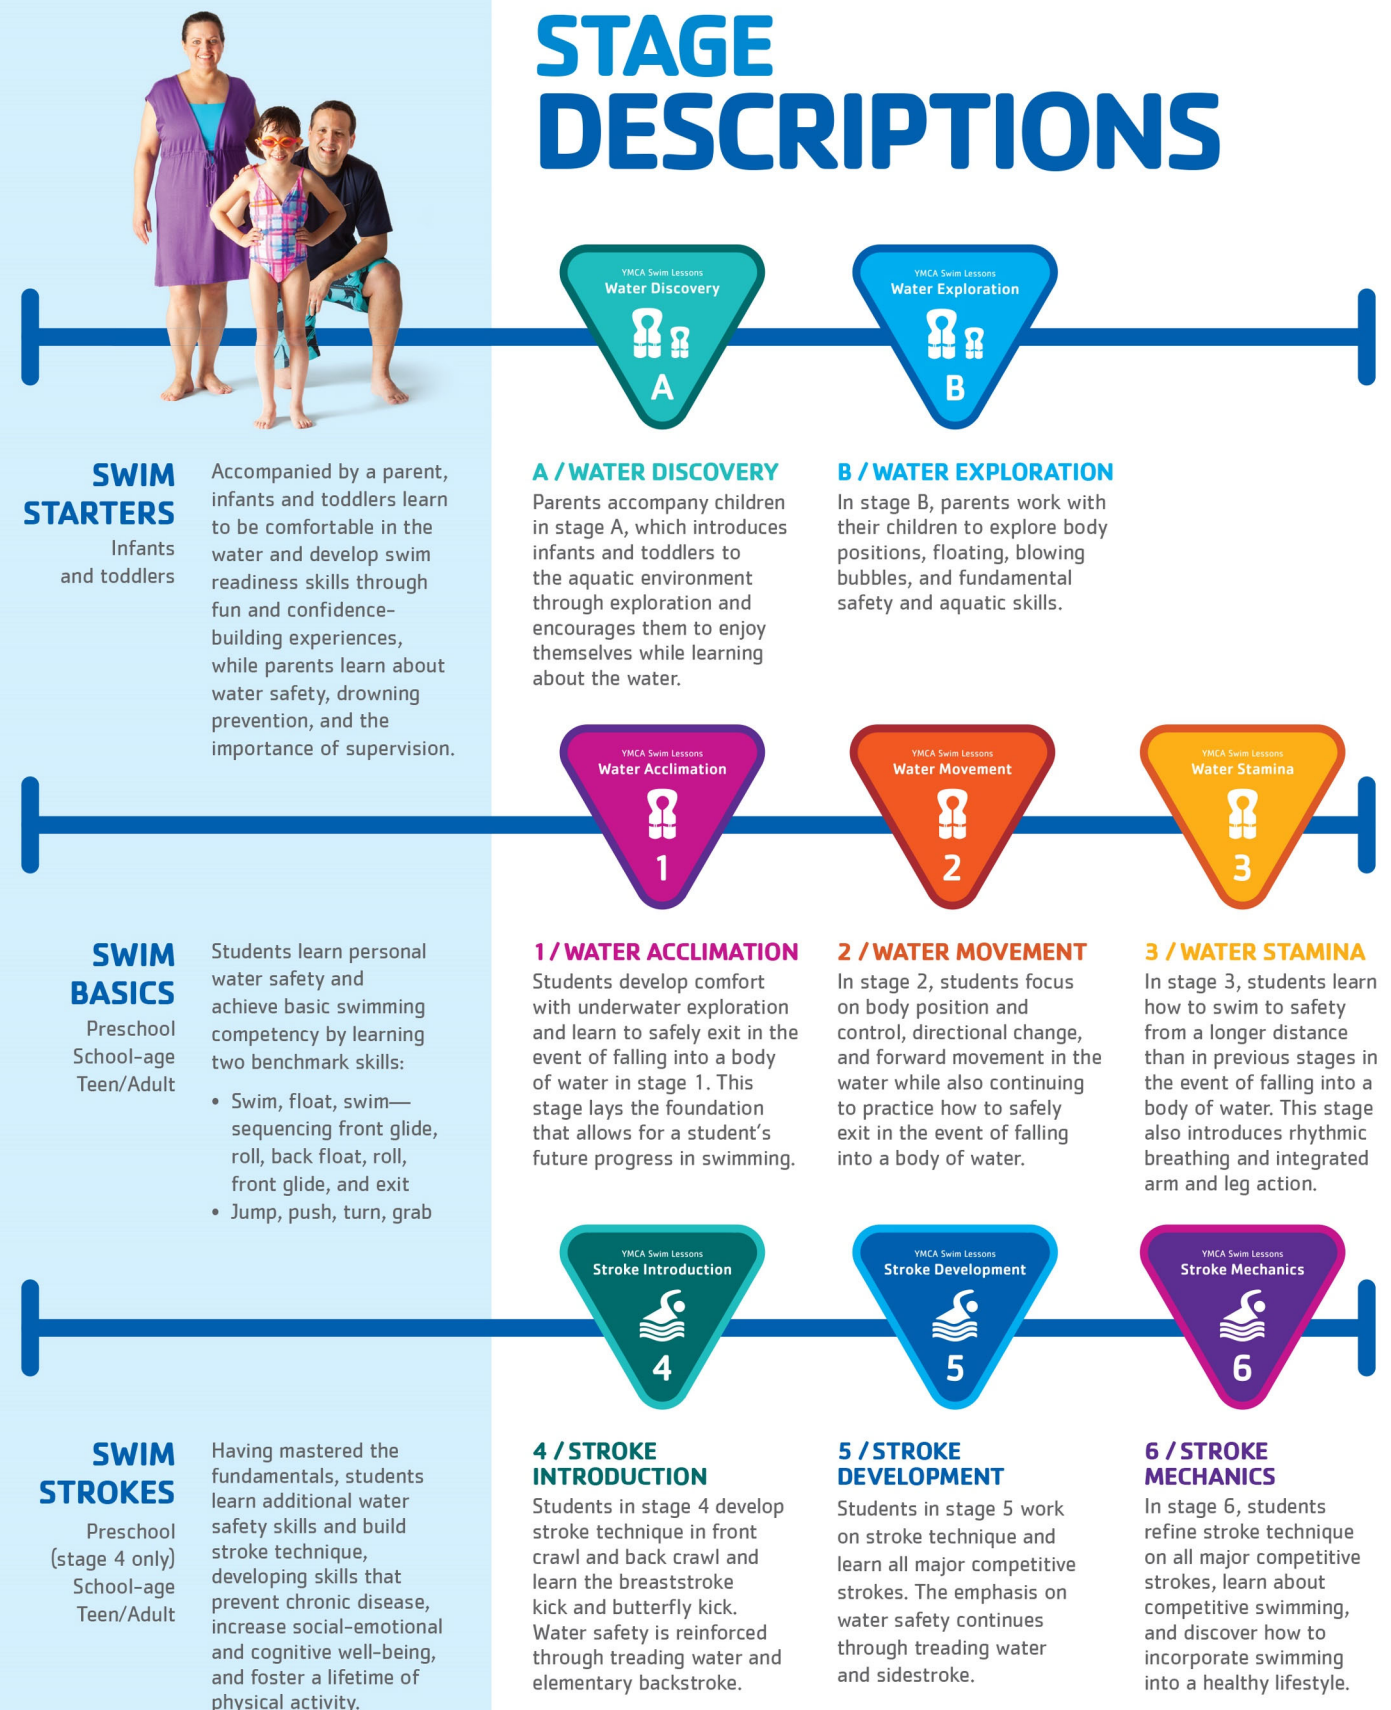 STAGE
DESCRIPTIONS
YMCA Swim Lessons
Water Discovery
A
YMCA Swim Lessons
Water Exploration
B
SWIM
STARTERS
Infants
and toddlers
Accompanied by a parent,
infants and toddlers learn
to be comfortable in the
water and develop swim
readiness skills through
fun and confidence-
building experiences,
while parents learn about
water safety, drowning
prevention, and the
importance of supervision.
A / WATER DISCOVERY
Parents accompany children
in stage A, which introduces
infants and toddlers to
the aquatic environment
through exploration and
encourages them to enjoy
themselves while learning
about the water.
B / WATER EXPLORATION
In stage B, parents work with
their children to explore body
positions, floating, blowing
bubbles, and fundamental
safety and aquatic skills.
YMCA Swim Lessons
Water Acclimation
1
YMCA Swim Lessons
Water Movement
2
YMCA Swim Lessons
Water Stamina
3
SWIM
BASICS
Preschool
School-age
Teen/Adult
Students learn personal
water safety and
achieve basic swimming
competency by learning
two benchmark skills:
• Swim, float, swim—
sequencing front glide,
roll, back float, roll,
front glide, and exit
• Jump, push, turn, grab
1 / WATER ACCLIMATION
Students develop comfort
with underwater exploration
and learn to safely exit in the
event of falling into a body
of water in stage 1. This
stage lays the foundation
that allows for a student's
future progress in swimming.
2 / WATER MOVEMENT
In stage 2, students focus
on body position and
control, directional change,
and forward movement in the
water while also continuing
to practice how to safely
exit in the event of falling
into a body of water.
3 / WATER STAMINA
In stage 3, students learn
how to swim to safety
from a longer distance
than in previous stages in
the event of falling into a
body of water. This stage
also introduces rhythmic
breathing and integrated
arm and leg action.
YMCA Swim Lessons
Stroke Introduction
4
YMCA Swim Lessons
Stroke Development
5
YMCA Swim Lessons
Stroke Mechanics
6
SWIM
STROKES
Preschool
(stage 4 only)
School-age
Teen/Adult
Having mastered the
fundamentals, students
learn additional water
safety skills and build
stroke technique,
developing skills that
prevent chronic disease,
increase social-emotional
and cognitive well-being,
and foster a lifetime of
physical activity.
4 / STROKE
INTRODUCTION
Students in stage 4 develop
stroke technique in front
crawl and back crawl and
learn the breaststroke
kick and butterfly kick.
Water safety is reinforced
through treading water and
elementary backstroke.
5 / STROKE
DEVELOPMENT
Students in stage 5 work
on stroke technique and
learn all major competitive
strokes. The emphasis on
water safety continues
through treading water
and sidestroke.
6 / STROKE
MECHANICS
In stage 6, students
refine stroke technique
on all major competitive
strokes, learn about
competitive swimming,
and discover how to
incorporate swimming
into a healthy lifestyle.